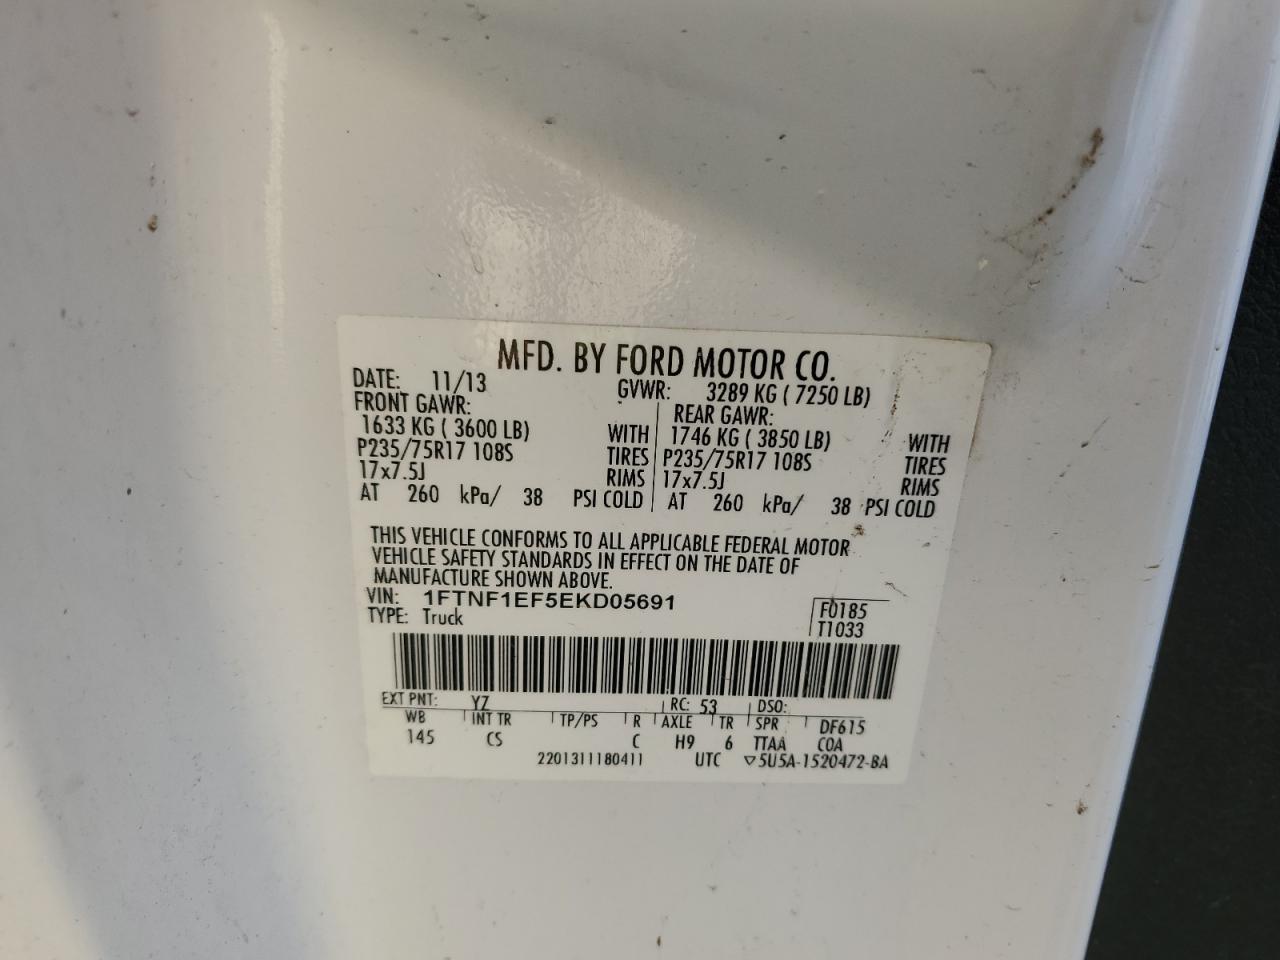 MFD. BY FORD MOTOR CO.
DATE: 11/13 GVWR: 3289 KG ( 7250 LB)
FRONT GAWR: REAR GAWR:
1633 KG ( 3600 LB) WITH 1746 KG ( 3850 LB) WITH
P235/75R17 108S TIRES P235/75R17 108S TIRES
17x7.5J RIMS 17x7.5J RIMS
AT 260 kPa/ 38 PSI COLD AT 260 kPa/ 38 PSI COLD
THIS VEHICLE CONFORMS TO ALL APPLICABLE FEDERAL MOTOR
VEHICLE SAFETY STANDARDS IN EFFECT ON THE DATE OF
MANUFACTURE SHOWN ABOVE.
VIN: 1FTNF1EF5EKD05691 F0185
TYPE: Truck T1033
EXT PNT: YZ RC: 53 DSO:
WB INT TR TP/PS R AXLE TR SPR DF615
145 CS C H9 6 TTAA COA
2201311180411 UTC ▽5U5A-1520472-BA